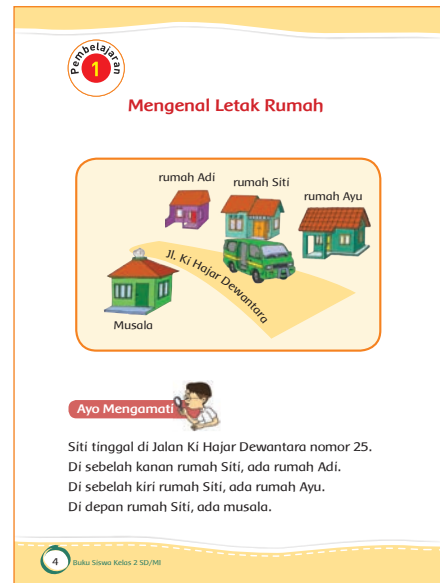 Pembelajaran
1
Mengenal Letak Rumah
rumah Adi
rumah Siti
rumah Ayu
Jl. Ki Hajar Dewantara
Musala
Ayo Mengamati
Siti tinggal di Jalan Ki Hajar Dewantara nomor 25.
Di sebelah kanan rumah Siti, ada rumah Adi.
Di sebelah kiri rumah Siti, ada rumah Ayu.
Di depan rumah Siti, ada musala.
4
Buku Siswa Kelas 2 SD/MI